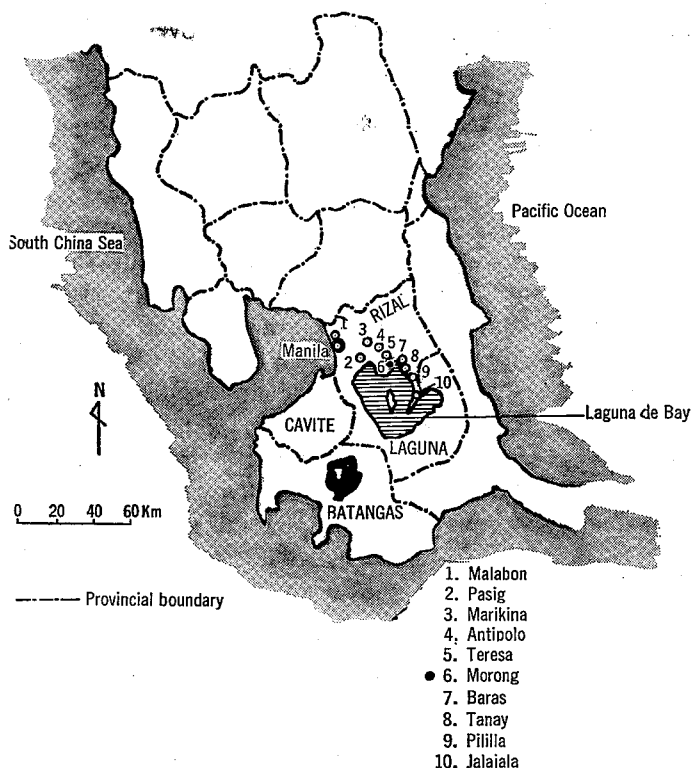 South China Sea
Pacific Ocean
RIZAL
1
3
4
5
7
Manila
2
6
8
9
10
N
CAVITE
Laguna de Bay
LAGUNA
BATANGAS
0 20 40 60 Km
Provincial boundary
1. Malabon
2. Pasig
3. Marikina
4. Antipolo
5. Teresa
6. Morong
7. Baras
8. Tanay
9. Pililla
10. Jalajala